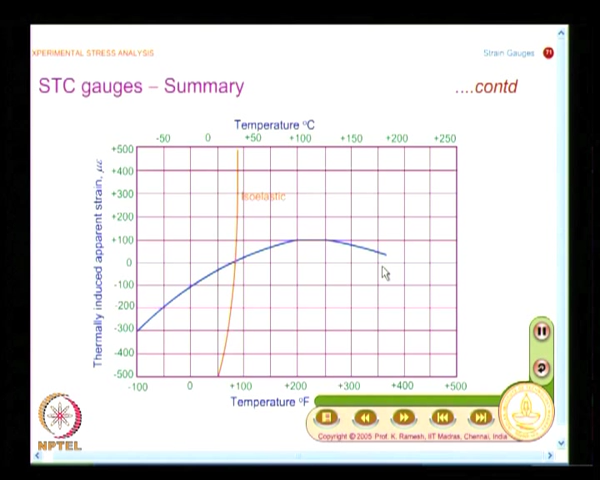 XPERIMENTAL STRESS ANALYSIS
Strain Gauges 71
STC gauges – Summary
....contd
Temperature °C
-50 0 +50 +100 +150 +200 +250
Thermally induced apparent strain, με
+500
+400
+300
+200
+100
0
-100
-200
-300
-400
-500
Isoelastic
-100 0 +100 +200 +300 +400 +500
Temperature °F
NPTEL
Copyright © 2005 Prof. K. Ramesh, IIT Madras, Chennai, India